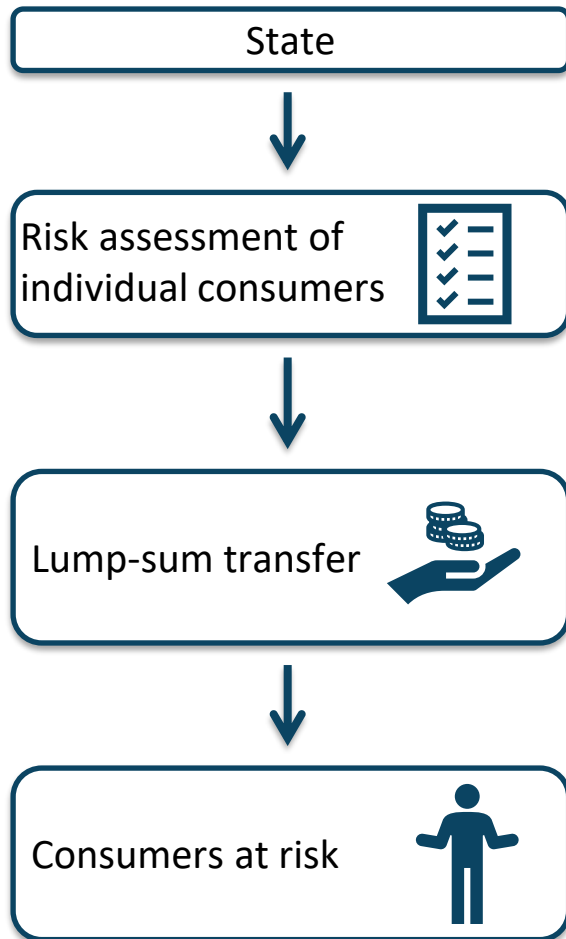 State
Risk assessment of
individual consumers
Lump-sum transfer
Consumers at risk